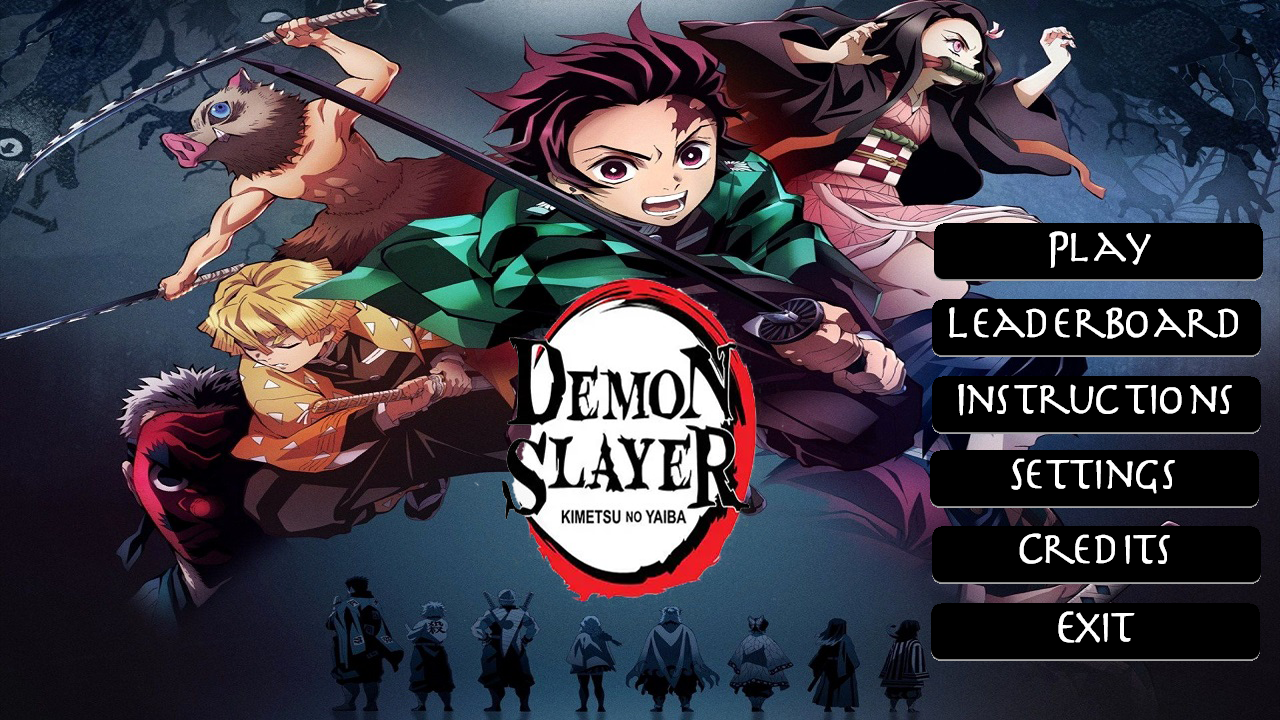 DEMON
SLAYER
KIMETSU NO YAIBA
PLAY
LEADERBOARD
INSTRUCTIONS
SETTINGS
CREDITS
EXIT